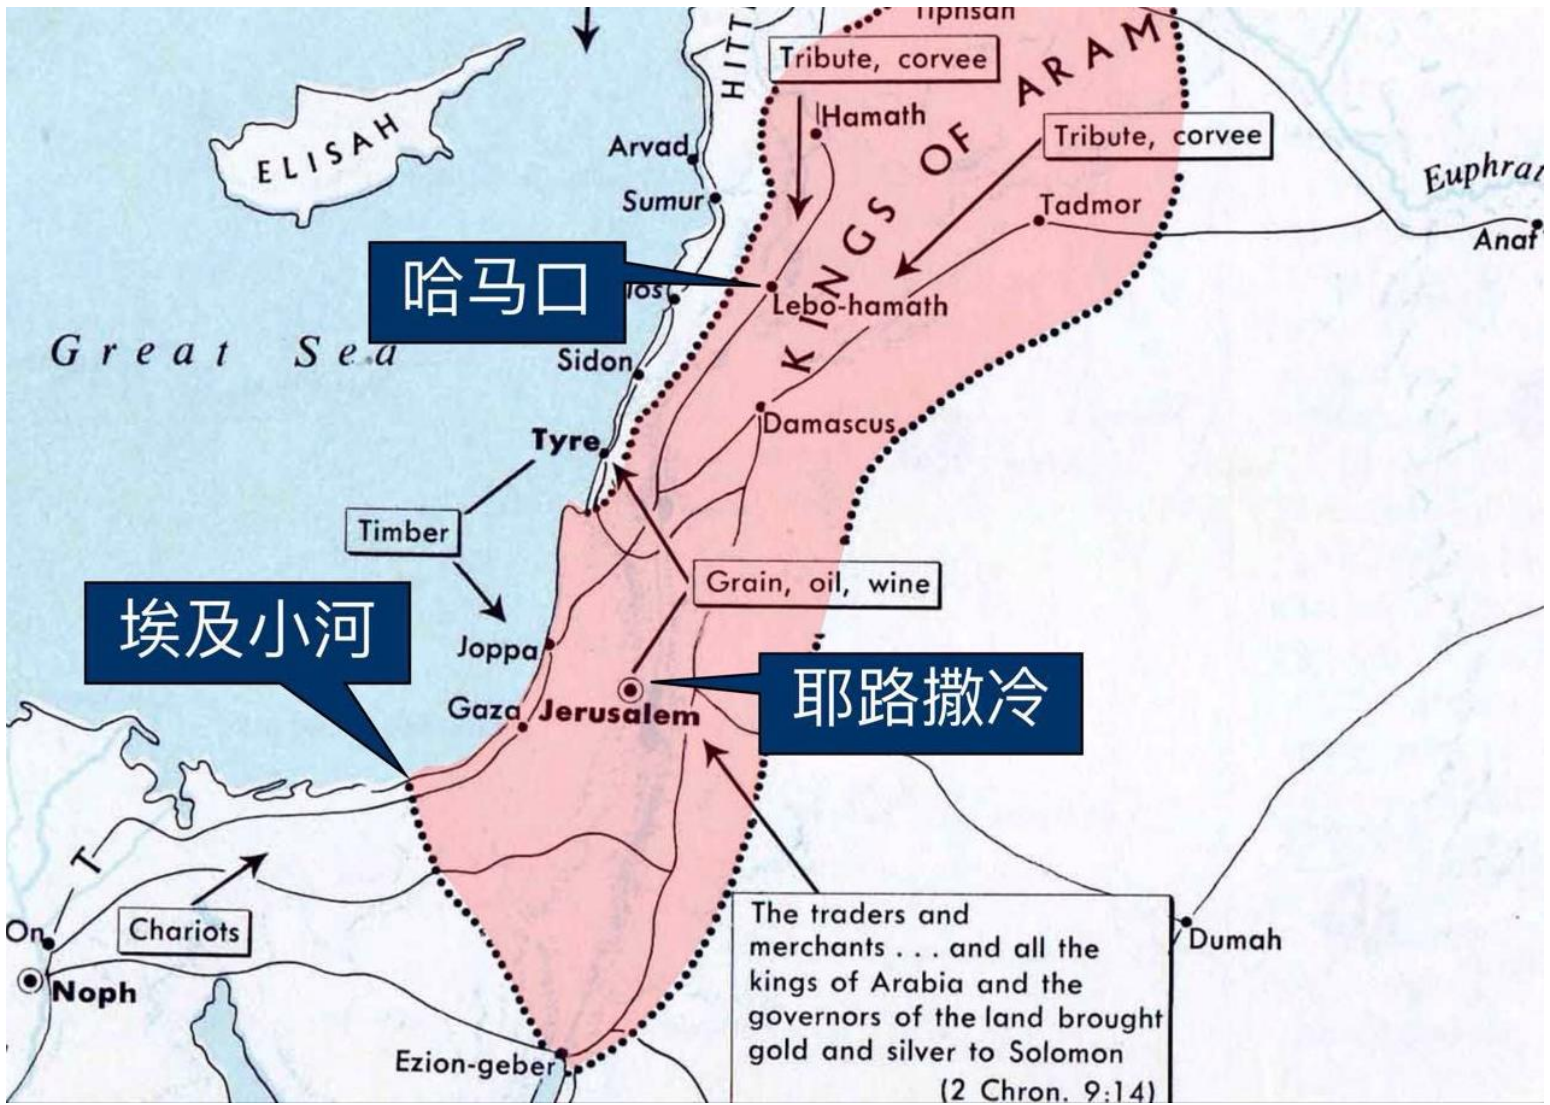 Tiphsah
HITT
Tribute, corvee
KINGS OF ARAM
Hamath
Tribute, corvee
ELISAH
Arvad
Sumur
Tadmor
Euphrat
Anat
哈马口
los
Lebo-hamath
Great Sea
Sidon
Damascus
Tyre
Timber
Grain, oil, wine
埃及小河
Joppa
耶路撒冷
Gaza
Jerusalem
T
Chariots
On
Noph
The traders and
merchants . . . and all the
kings of Arabia and the
governors of the land brought
gold and silver to Solomon
(2 Chron. 9:14)
Dumah
Ezion-geber